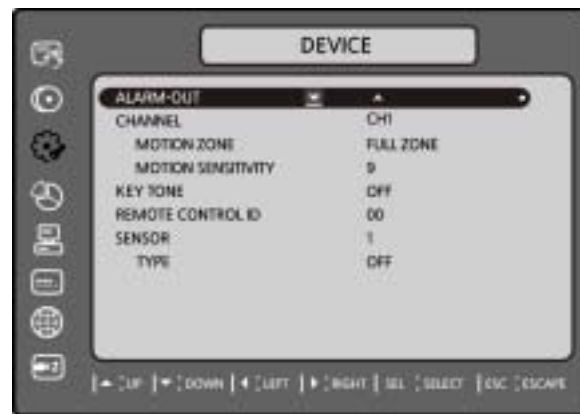 DEVICE
ALARM-OUT
CHANNEL CH1
MOTION ZONE FULL ZONE
MOTION SENSITIVITY 9
KEY TONE OFF
REMOTE CONTROL ID 00
SENSOR 1
TYPE OFF
UP DOWN LEFT RIGHT SEL SELECT ESC ESCAPE